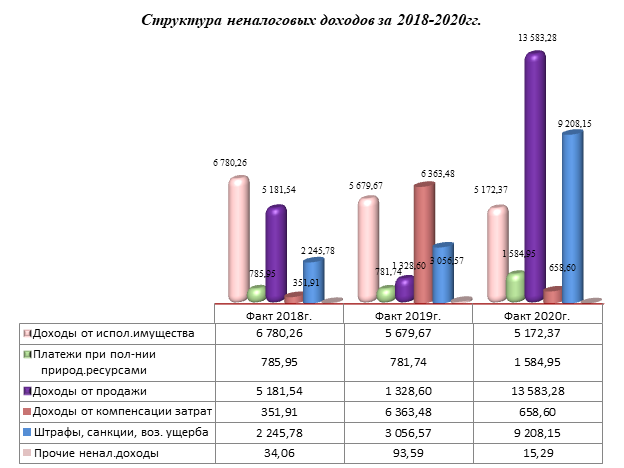 Структура неналоговых доходов за 2018-2020гг.
13 583,28
9 208,15
6 780,26
6 363,48
5 679,67
5 181,54
5 172,37
2 245,78
3 056,57
785,95
351,91
781,74
1 328,60
1 584,95
658,60
Факт 2018г. Факт 2019г. Факт 2020г.
Доходы от испол.имущества 6 780,26 5 679,67 5 172,37
Платежи при пол-нии
природ.ресурсами 785,95 781,74 1 584,95
Доходы от продажи 5 181,54 1 328,60 13 583,28
Доходы от компенсации затрат 351,91 6 363,48 658,60
Штрафы, санкции, воз. ущерба 2 245,78 3 056,57 9 208,15
Прочие ненал.доходы 34,06 93,59 15,29